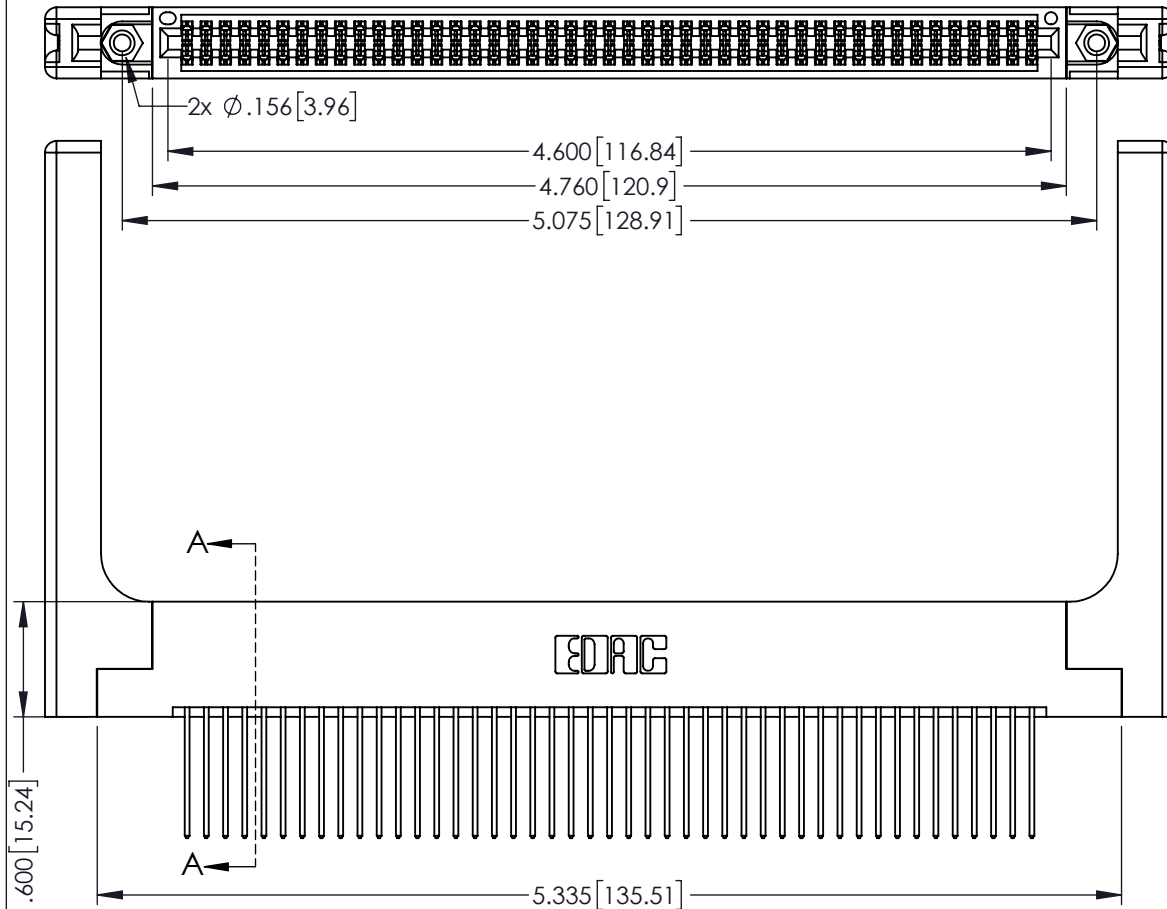 2x Ø.156[3.96]
4.600[116.84]
4.760[120.9]
5.075[128.91]
A
EDAC
.600[15.24]
A
5.335[135.51]